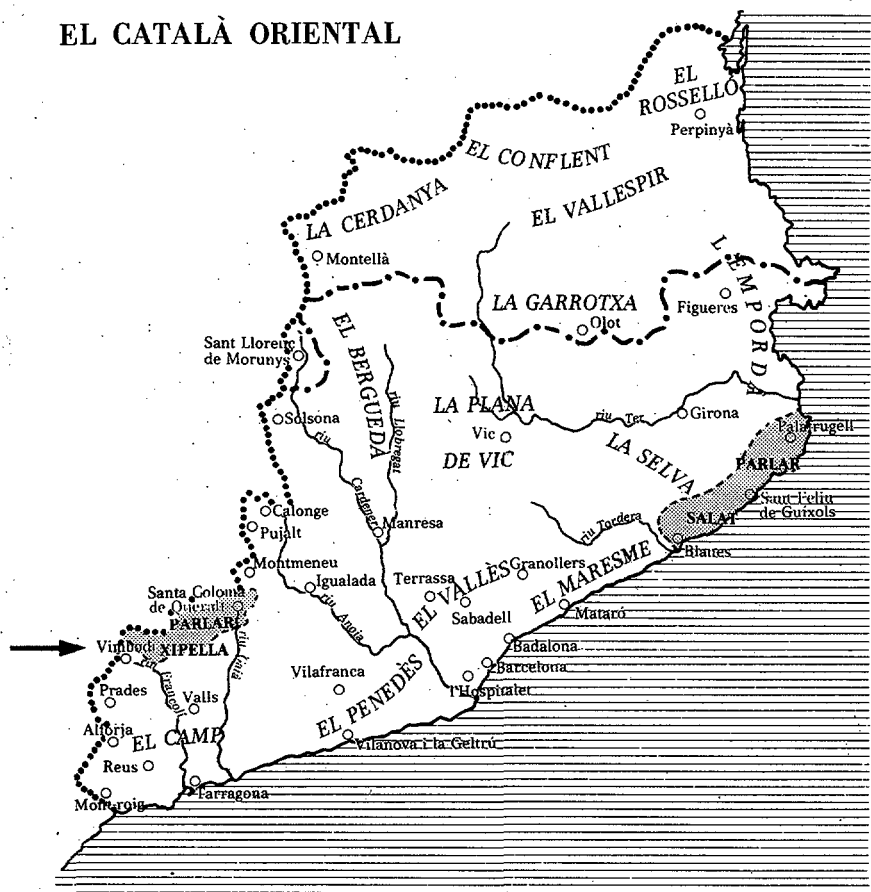 EL CATALÀ ORIENTAL
EL
ROSSELLÓ
Perpinyà
EL CONFLENT
EL VALLESPIR
LA CERDANYA
Montellà
L'EMPORDÀ
LA GARROTXA
Figueres
Olot
Sant Llorenç
de Morunys
EL BERGUEDÀ
riu Llobregat
LA PLANA
DE VIC
Vic
riu Ter
Girona
Solsona
riu Cardener
LA SELVA
Palafrugell
PARLAR
SALAT
Sant Feliu
de Guíxols
Calonge
Pujalt
Manresa
riu Tordera
Blanes
Montmeneu
Igualada
Terrassa
EL VALLÈS
Granollers
EL MARESME
Santa Coloma
de Queralt
PARLAR
XIPELLA
riu Anoia
Sabadell
Mataró
Vimbodí
riu Francolí
riu Gaià
Badalona
Barcelona
l'Hospitalet
Vilafranca
EL PENEDÈS
Prades
Valls
Alforja
EL CAMP
Vilanova i la Geltrú
Reus
Tarragona
Mont-roig